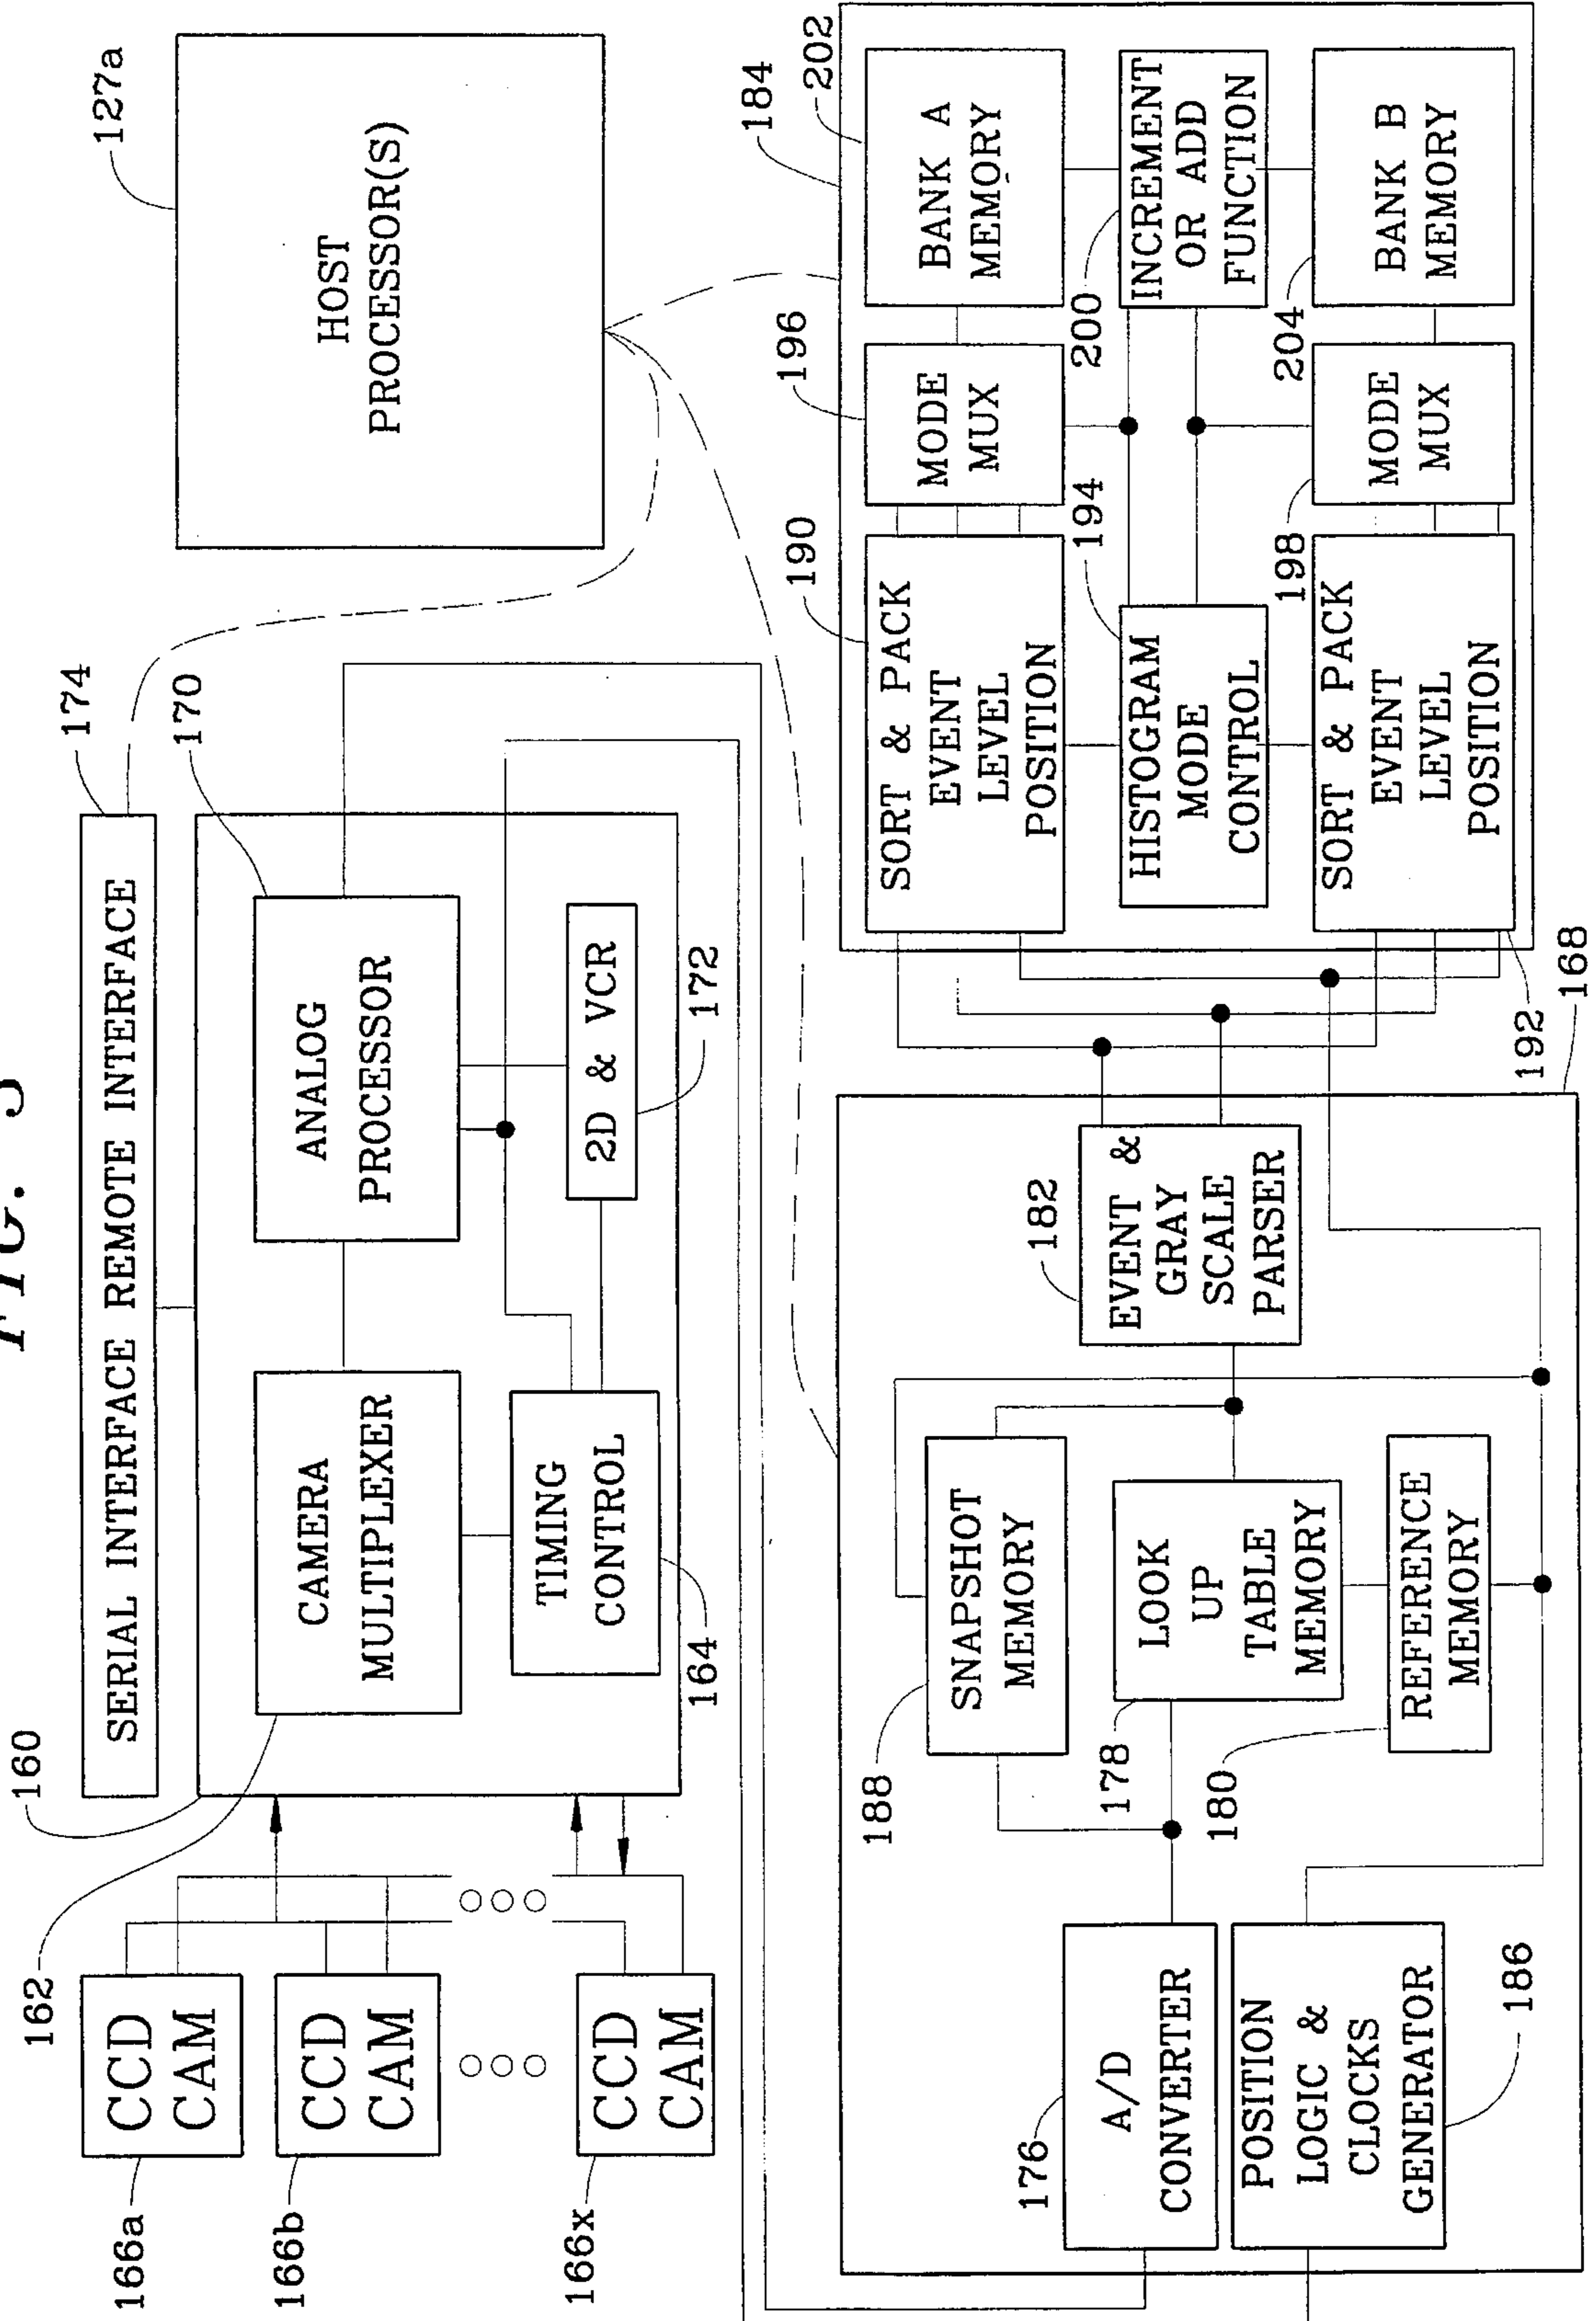 FIG. 5
160
SERIAL INTERFACE REMOTE INTERFACE
174
127a
162
CAMERA
MULTIPLEXER
ANALOG
PROCESSOR
170
HOST
PROCESSOR(S)
166a
CCD
CAM
166b
CCD
CAM
166x
CCD
CAM
TIMING
CONTROL
164
2D & VCR
172
188
SNAPSHOT
MEMORY
182
EVENT &
GRAY
SCALE
PARSER
176
A/D
CONVERTER
178
LOOK
UP
TABLE
MEMORY
180
REFERENCE
MEMORY
POSITION
LOGIC &
CLOCKS
GENERATOR
186
192
168
190
SORT & PACK
EVENT
LEVEL
POSITION
196
MODE
MUX
184
202
BANK A
MEMORY
194
HISTOGRAM
MODE
CONTROL
200
INCREMENT
OR ADD
FUNCTION
198
SORT & PACK
EVENT
LEVEL
POSITION
MODE
MUX
204
BANK B
MEMORY